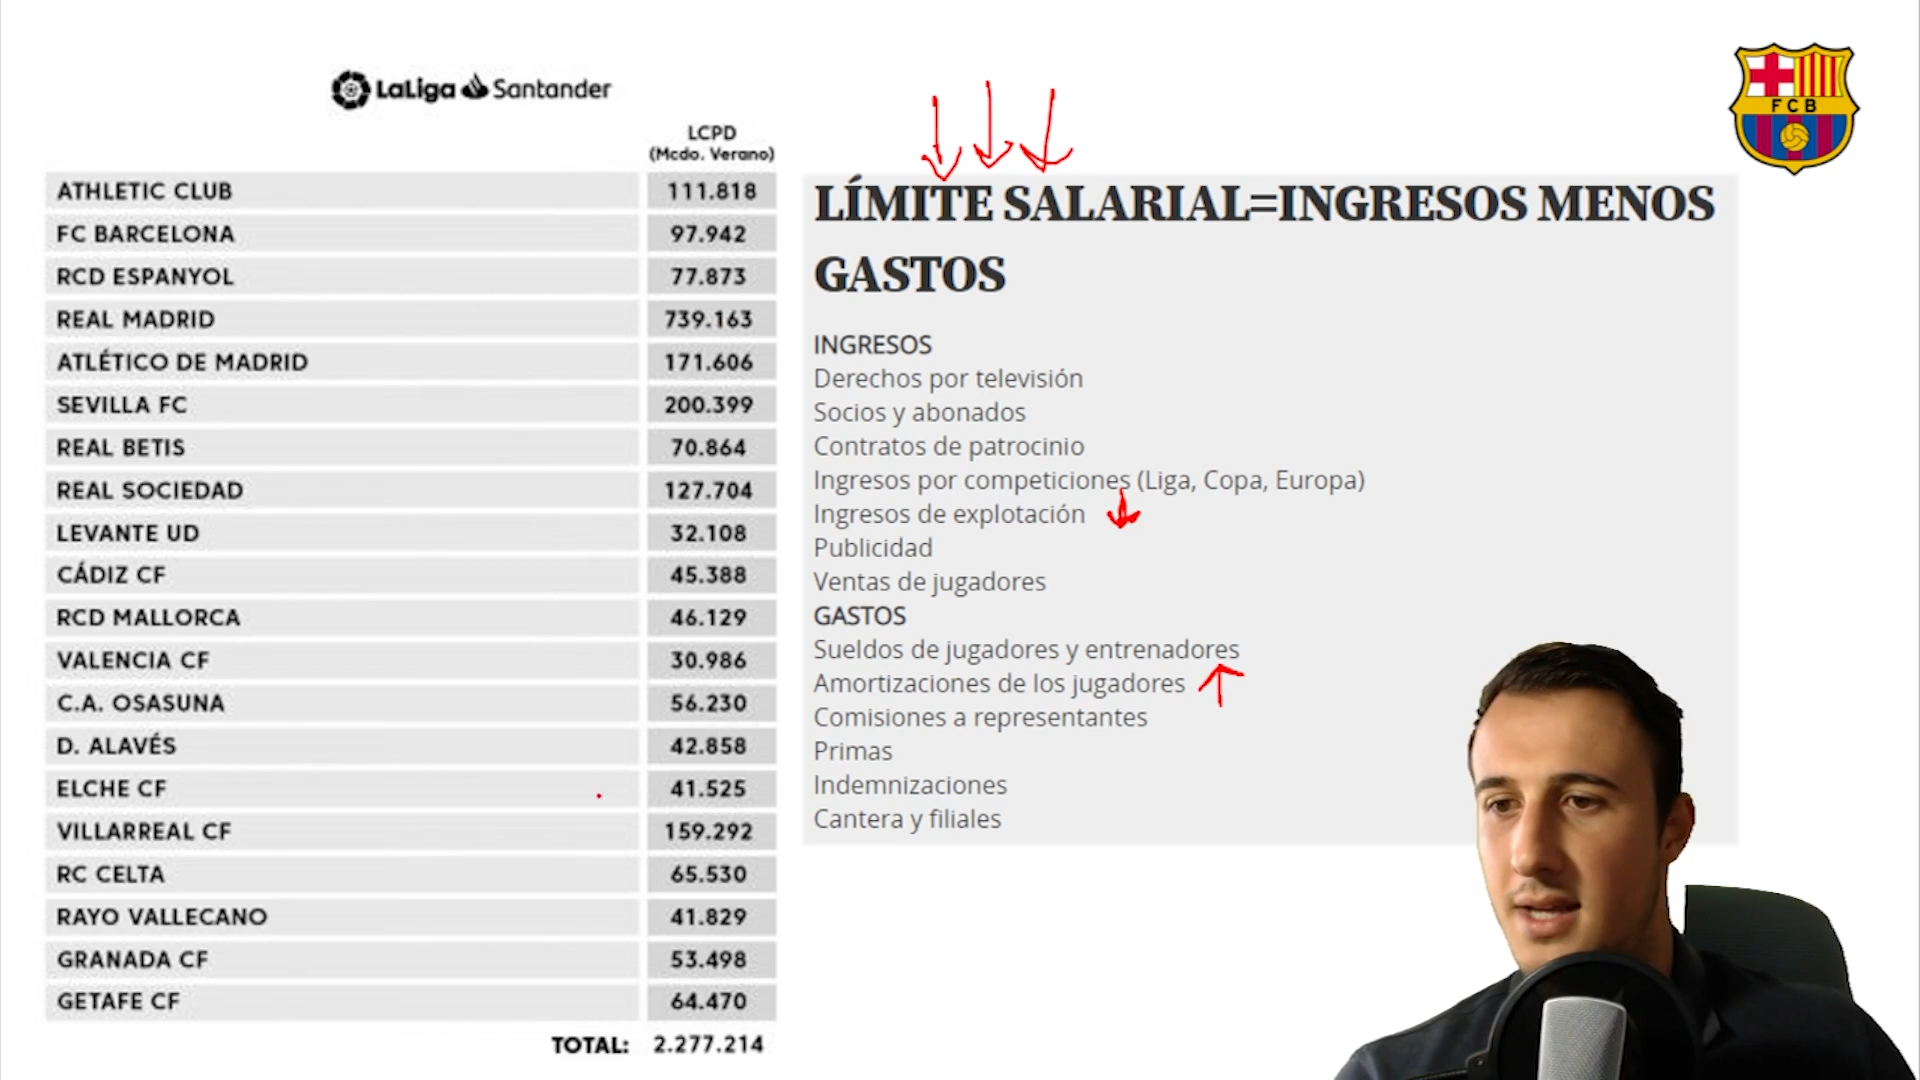 LaLiga Santander
LCPD
(Mcdo. Verano)
ATHLETIC CLUB 111.818
FC BARCELONA 97.942
RCD ESPANYOL 77.873
REAL MADRID 739.163
ATLÉTICO DE MADRID 171.606
SEVILLA FC 200.399
REAL BETIS 70.864
REAL SOCIEDAD 127.704
LEVANTE UD 32.108
CÁDIZ CF 45.388
RCD MALLORCA 46.129
VALENCIA CF 30.986
C.A. OSASUNA 56.230
D. ALAVÉS 42.858
ELCHE CF 41.525
VILLARREAL CF 159.292
RC CELTA 65.530
RAYO VALLECANO 41.829
GRANADA CF 53.498
GETAFE CF 64.470
TOTAL: 2.277.214
FCB
LÍMITE SALARIAL=INGRESOS MENOS
GASTOS
INGRESOS
Derechos por televisión
Socios y abonados
Contratos de patrocinio
Ingresos por competiciones (Liga, Copa, Europa)
Ingresos de explotación
Publicidad
Ventas de jugadores
GASTOS
Sueldos de jugadores y entrenadores
Amortizaciones de los jugadores
Comisiones a representantes
Primas
Indemnizaciones
Cantera y filiales